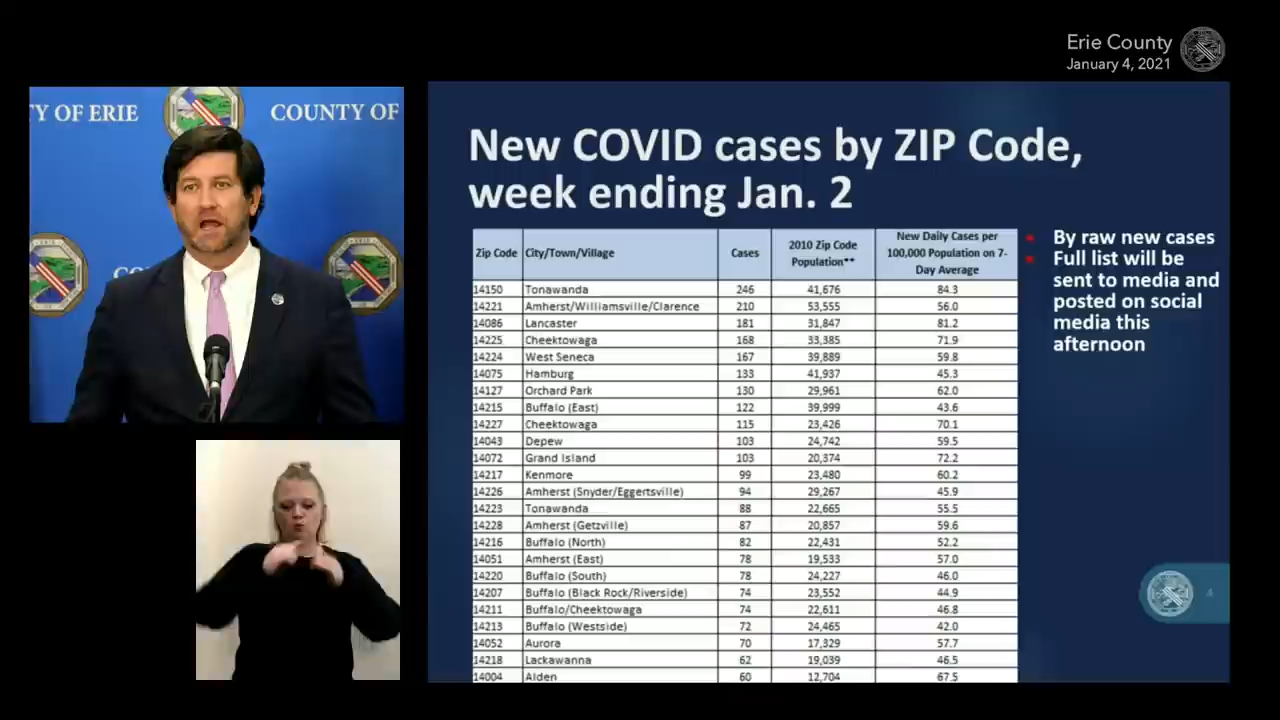 Erie County
January 4, 2021
TY OF ERIE
COUNTY OF
CO
New COVID cases by ZIP Code,
week ending Jan. 2
Zip Code City/Town/Village Cases 2010 Zip Code Population** New Daily Cases per 100,000 Population on 7-Day Average
14150 Tonawanda 246 41,676 84.3
14221 Amherst/Williamsville/Clarence 210 53,555 56.0
14086 Lancaster 181 31,847 81.2
14225 Cheektowaga 168 33,385 71.9
14224 West Seneca 167 39,889 59.8
14075 Hamburg 133 41,937 45.3
14127 Orchard Park 130 29,961 62.0
14215 Buffalo (East) 122 39,999 43.6
14227 Cheektowaga 115 23,426 70.1
14043 Depew 103 24,742 59.5
14072 Grand Island 103 20,374 72.2
14217 Kenmore 99 23,480 60.2
14226 Amherst (Snyder/Eggertsville) 94 29,267 45.9
14223 Tonawanda 88 22,665 55.5
14228 Amherst (Getzville) 87 20,857 59.6
14216 Buffalo (North) 82 22,431 52.2
14051 Amherst (East) 78 19,533 57.0
14220 Buffalo (South) 78 24,227 46.0
14207 Buffalo (Black Rock/Riverside) 74 23,552 44.9
14211 Buffalo/Cheektowaga 74 22,611 46.8
14213 Buffalo (Westside) 72 24,465 42.0
14052 Aurora 70 17,329 57.7
14218 Lackawanna 62 19,039 46.5
14004 Alden 60 12,704 67.5
By raw new cases
Full list will be
sent to media and
posted on social
media this
afternoon
4